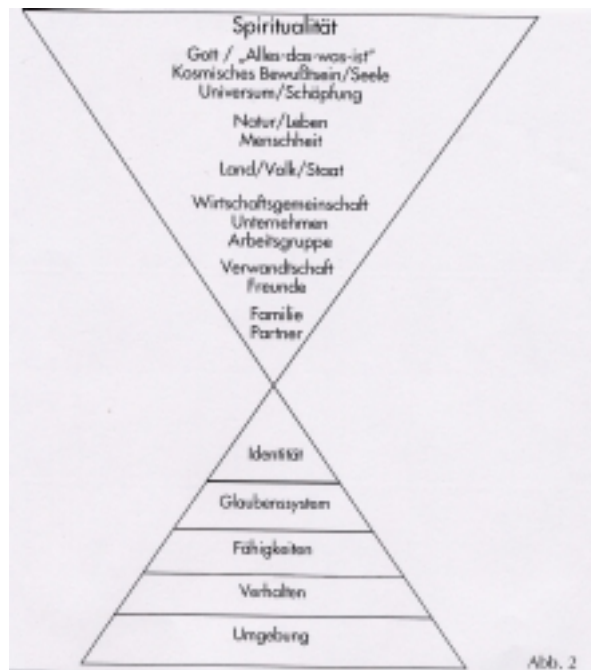 Spiritualität
Gott / „Alles-das-was-ist"
Kosmisches Bewußtsein/Seele
Universum/Schöpfung
Natur/Leben
Menschheit
Land/Volk/Staat
Wirtschaftsgemeinschaft
Unternehmen
Arbeitsgruppe
Verwandtschaft
Freunde
Familie
Partner
Identität
Glaubenssystem
Fähigkeiten
Verhalten
Umgebung
Abb. 2